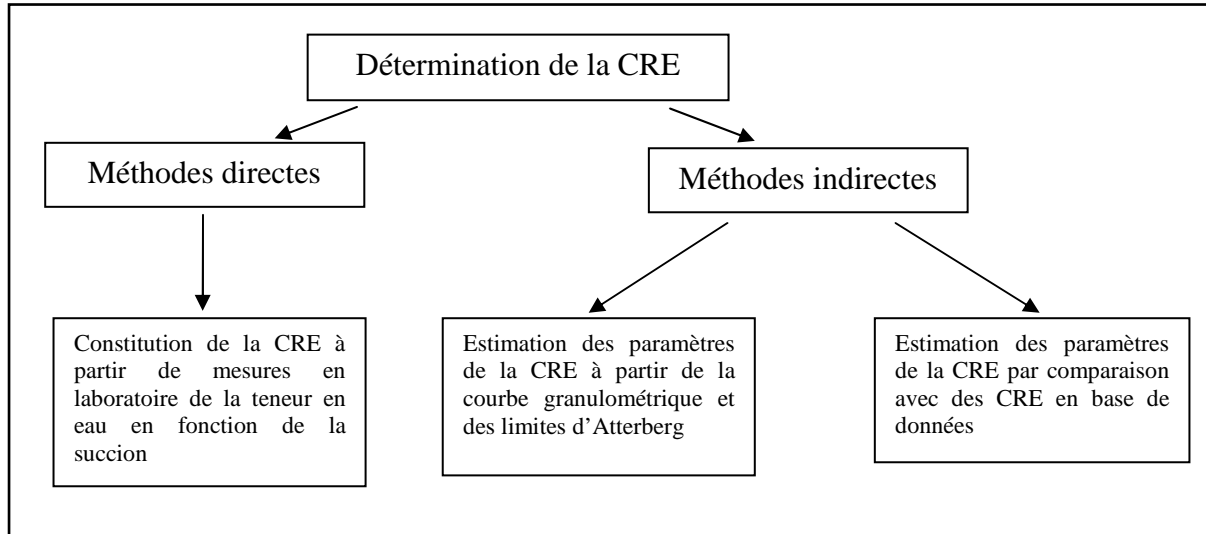 Détermination de la CRE
Méthodes directes
Méthodes indirectes
Constitution de la CRE à
partir de mesures en
laboratoire de la teneur en
eau en fonction de la
succion
Estimation des paramètres
de la CRE à partir de la
courbe granulométrique et
des limites d'Atterberg
Estimation des paramètres
de la CRE par comparaison
avec des CRE en base de
données